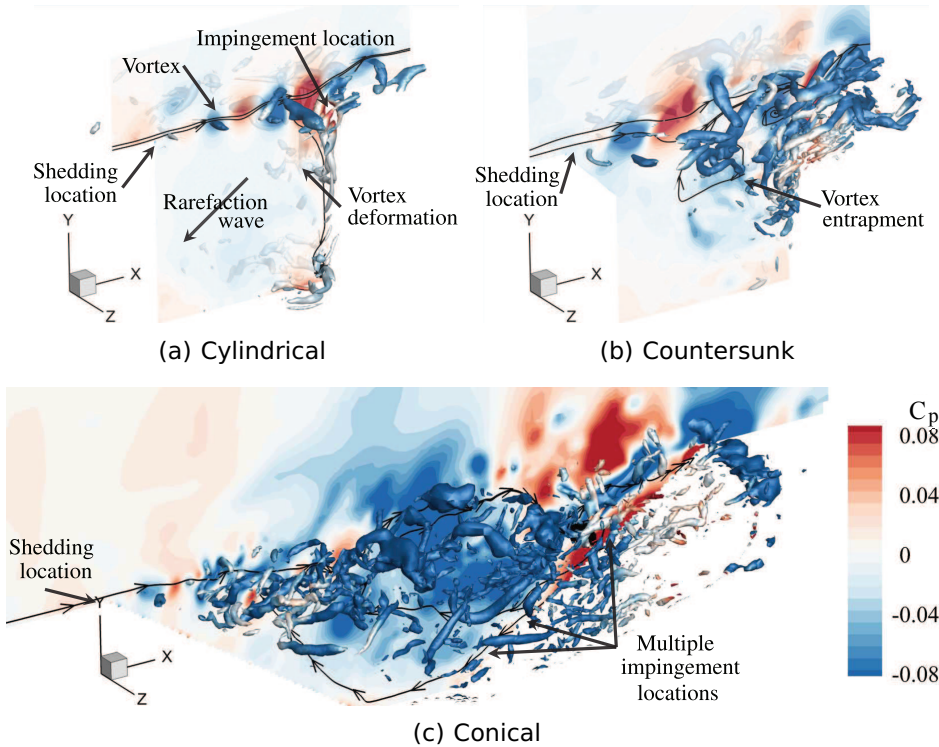 Impingement location
Vortex
Shedding
location
Rarefaction
wave
Vortex
deformation
Y
X
Z
(a) Cylindrical
Shedding
location
Vortex
entrapment
Y
X
Z
(b) Countersunk
Shedding
location
Y
X
Z
Multiple
impingement
locations
Cp
0.08
0.04
0
-0.04
-0.08
(c) Conical